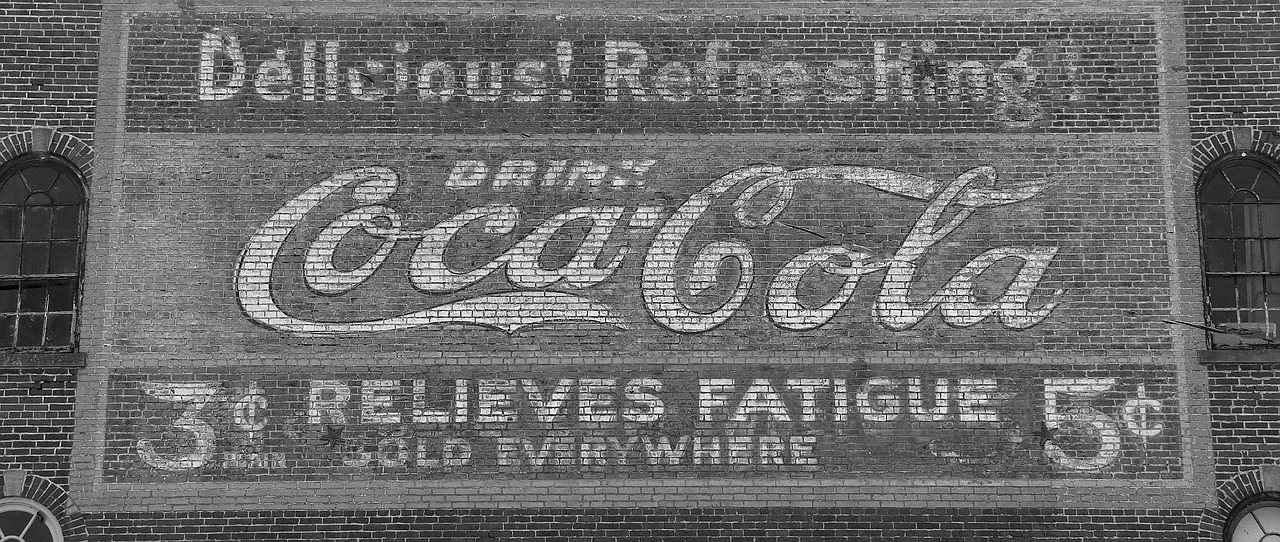 Delicious! Refreshing!
DRINK
Coca-Cola
3¢ RELIEVES FATIGUE 5¢
SOLD EVERYWHERE